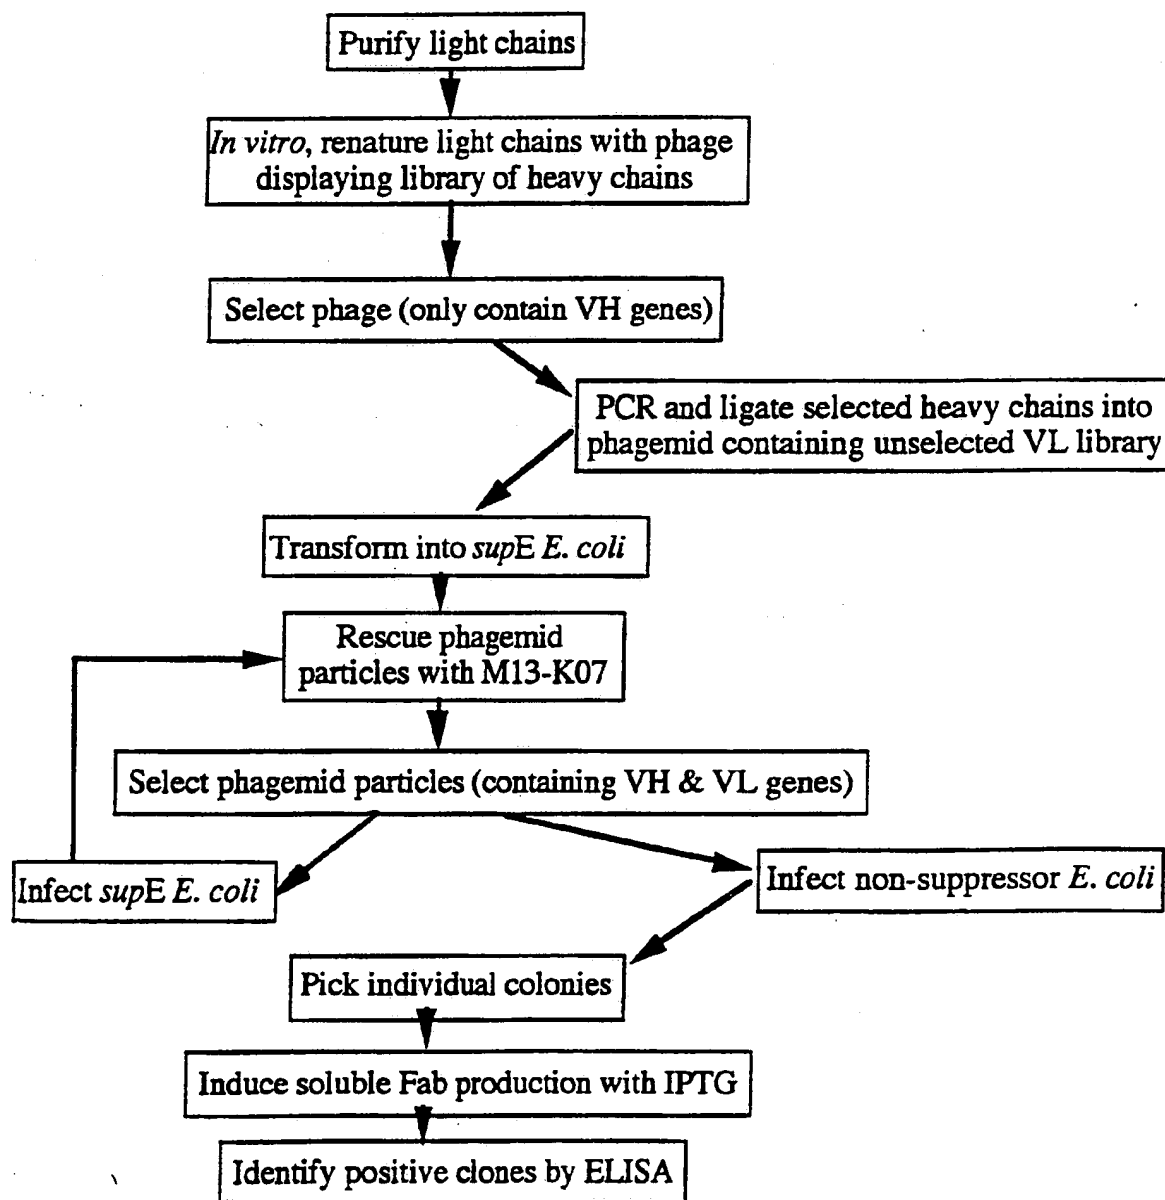 Purify light chains
In vitro, renature light chains with phage
displaying library of heavy chains
Select phage (only contain VH genes)
PCR and ligate selected heavy chains into
phagemid containing unselected VL library
Transform into supE E. coli
Rescue phagemid
particles with M13-K07
Select phagemid particles (containing VH & VL genes)
Infect supE E. coli
Infect non-suppressor E. coli
Pick individual colonies
Induce soluble Fab production with IPTG
Identify positive clones by ELISA